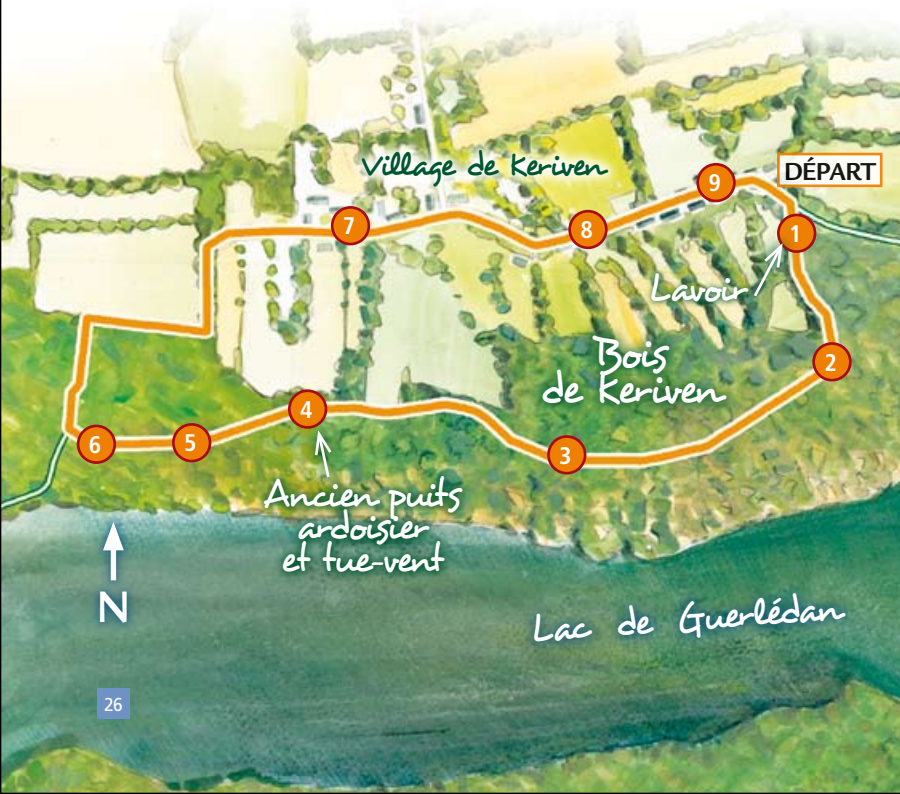 Village de Keriven
DÉPART
9
7
8
1
Lavoir
2
Bois
de Keriven
4
6
5
3
Ancien puits
ardoisier
et tue-vent
N
Lac de Guerlédan
26